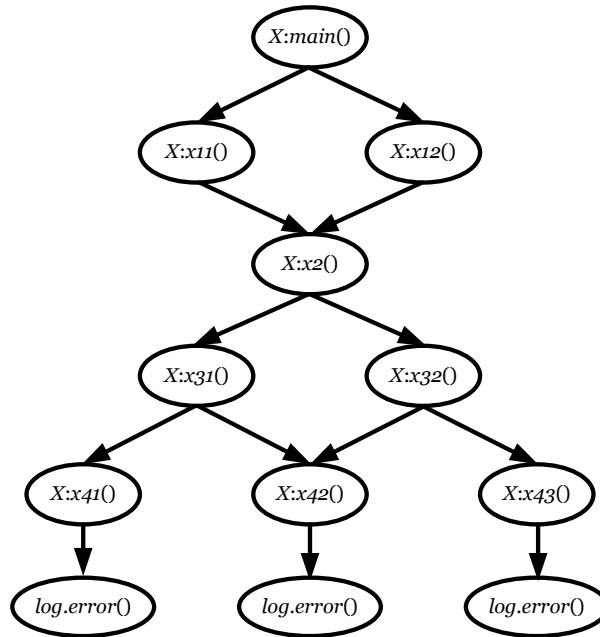 X:main()
X:x11()
X:x12()
X:x2()
X:x31()
X:x32()
X:x41()
X:x42()
X:x43()
log.error()
log.error()
log.error()